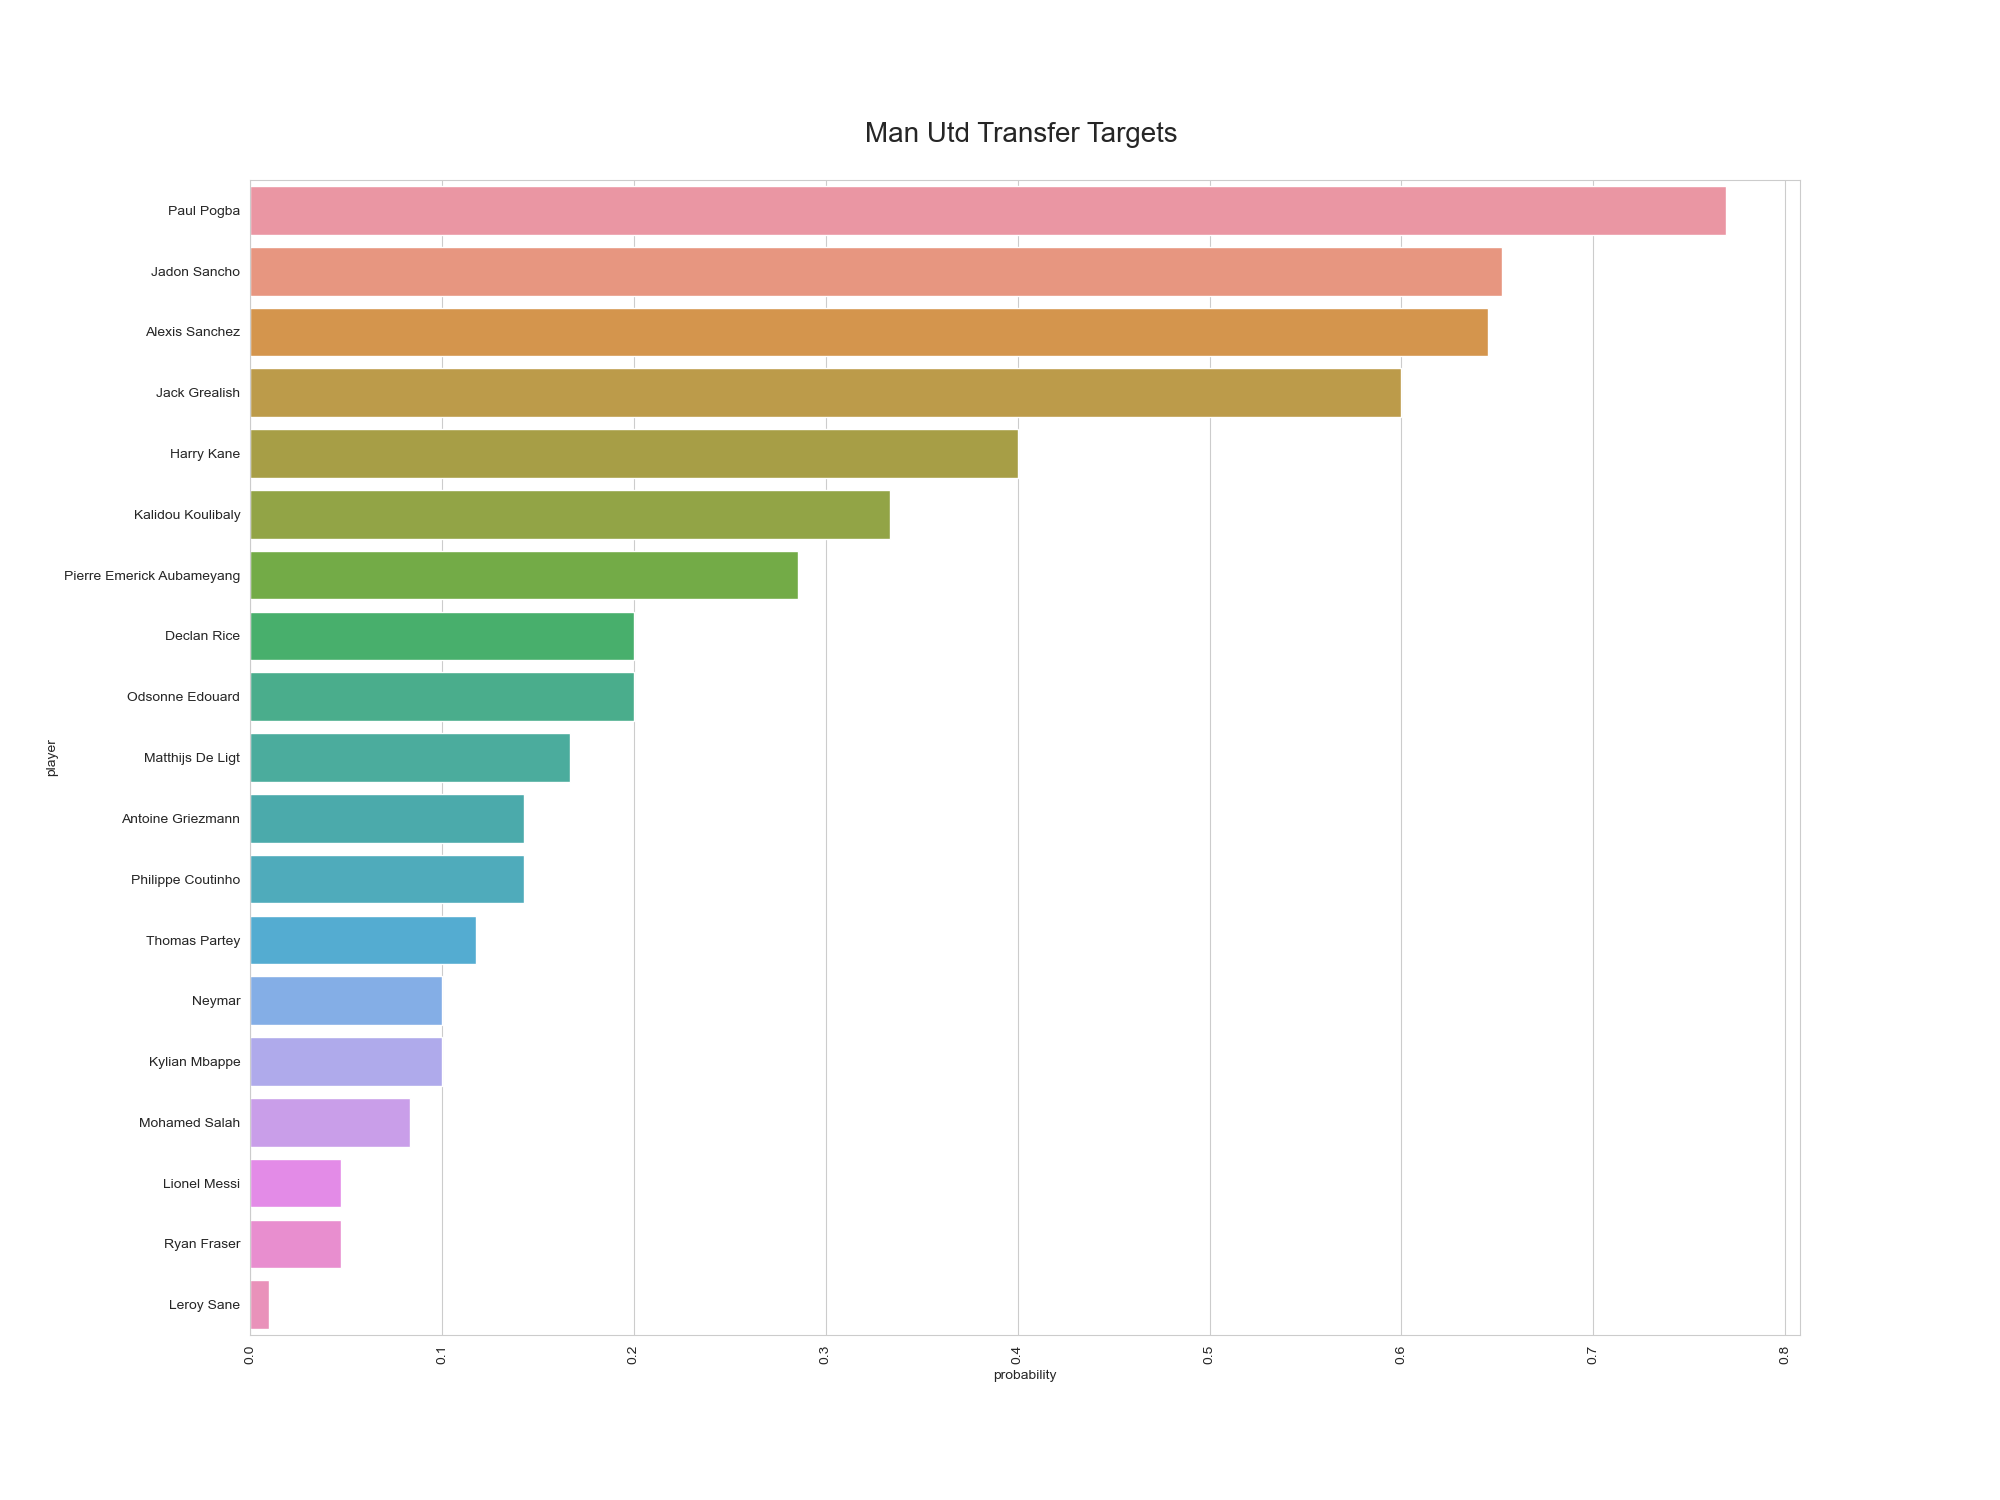 Man Utd Transfer Targets
Paul Pogba
Jadon Sancho
Alexis Sanchez
Jack Grealish
Harry Kane
Kalidou Koulibaly
Pierre Emerick Aubameyang
Declan Rice
Odsonne Edouard
Matthijs De Ligt
Antoine Griezmann
Philippe Coutinho
Thomas Partey
Neymar
Kylian Mbappe
Mohamed Salah
Lionel Messi
Ryan Fraser
Leroy Sane
player
0.0 0.1 0.2 0.3 0.4 0.5 0.6 0.7 0.8
probability